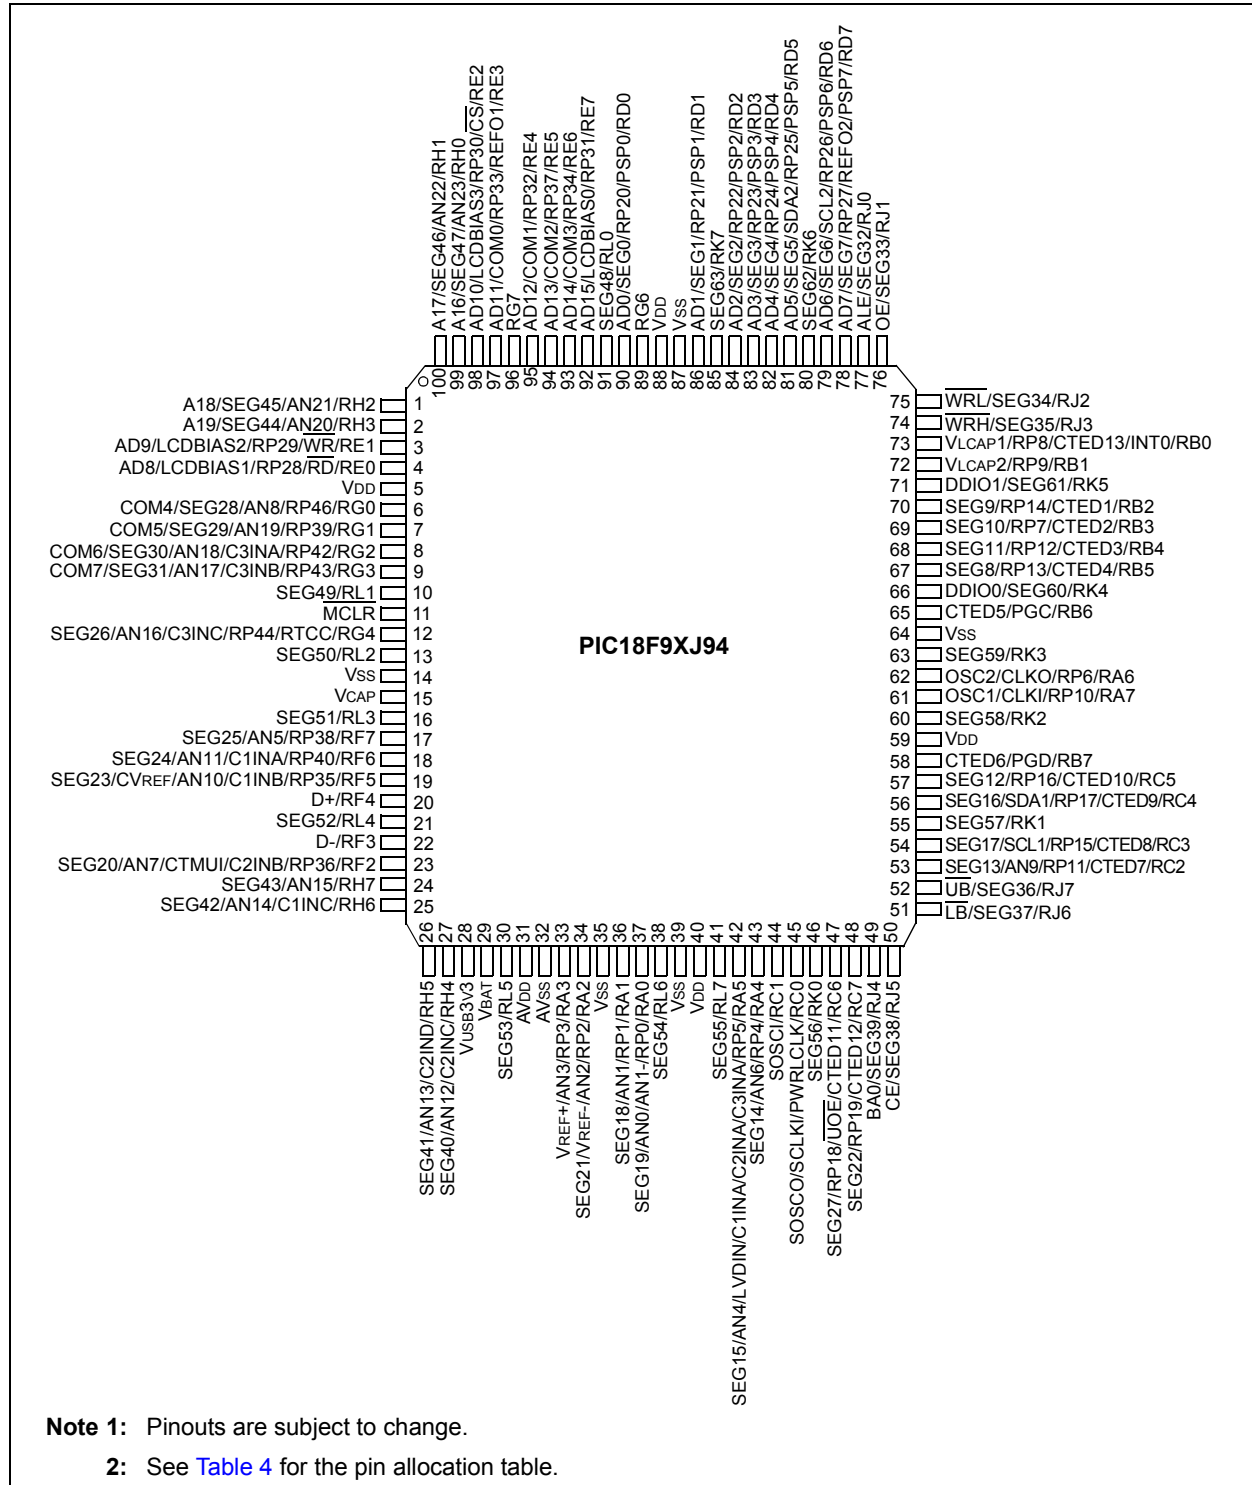 A17/SEG46/AN22/RH1
A16/SEG47/AN23/RH0
AD10/LCDBIAS3/RP30/CS/RE2
AD11/COM0/RP33/REFO1/RE3
RG7
AD12/COM1/RP32/RE4
AD13/COM2/RP37/RE5
AD14/COM3/RP34/RE6
AD15/LCDBIAS0/RP31/RE7
SEG48/RL0
AD0/SEG0/RP20/PSP0/RD0
RG6
VDD
VSS
AD1/SEG1/RP21/PSP1/RD1
SEG63/RK7
AD2/SEG2/RP22/PSP2/RD2
AD3/SEG3/RP23/PSP3/RD3
AD4/SEG4/RP24/PSP4/RD4
AD5/SEG5/SDA2/RP25/PSP5/RD5
SEG62/RK6
AD6/SEG6/SCL2/RP26/PSP6/RD6
AD7/SEG7/RP27/REFO2/PSP7/RD7
ALE/SEG32/RJ0
OE/SEG33/RJ1
100 99 98 97 96 95 94 93 92 91 90 89 88 87 86 85 84 83 82 81 80 79 78 77 76
A18/SEG45/AN21/RH2 1
A19/SEG44/AN20/RH3 2
AD9/LCDBIAS2/RP29/WR/RE1 3
AD8/LCDBIAS1/RP28/RD/RE0 4
VDD 5
COM4/SEG28/AN8/RP46/RG0 6
COM5/SEG29/AN19/RP39/RG1 7
COM6/SEG30/AN18/C3INA/RP42/RG2 8
COM7/SEG31/AN17/C3INB/RP43/RG3 9
SEG49/RL1 10
MCLR 11
SEG26/AN16/C3INC/RP44/RTCC/RG4 12
SEG50/RL2 13
VSS 14
VCAP 15
SEG51/RL3 16
SEG25/AN5/RP38/RF7 17
SEG24/AN11/C1INA/RP40/RF6 18
SEG23/CVREF/AN10/C1INB/RP35/RF5 19
D+/RF4 20
SEG52/RL4 21
D-/RF3 22
SEG20/AN7/CTMUI/C2INB/RP36/RF2 23
SEG43/AN15/RH7 24
SEG42/AN14/C1INC/RH6 25
PIC18F9XJ94
75 WRL/SEG34/RJ2
74 WRH/SEG35/RJ3
73 VLCAP1/RP8/CTED13/INT0/RB0
72 VLCAP2/RP9/RB1
71 DDIO1/SEG61/RK5
70 SEG9/RP14/CTED1/RB2
69 SEG10/RP7/CTED2/RB3
68 SEG11/RP12/CTED3/RB4
67 SEG8/RP13/CTED4/RB5
66 DDIO0/SEG60/RK4
65 CTED5/PGC/RB6
64 VSS
63 SEG59/RK3
62 OSC2/CLKO/RP6/RA6
61 OSC1/CLKI/RP10/RA7
60 SEG58/RK2
59 VDD
58 CTED6/PGD/RB7
57 SEG12/RP16/CTED10/RC5
56 SEG16/SDA1/RP17/CTED9/RC4
55 SEG57/RK1
54 SEG17/SCL1/RP15/CTED8/RC3
53 SEG13/AN9/RP11/CTED7/RC2
52 UB/SEG36/RJ7
51 LB/SEG37/RJ6
26 27 28 29 30 31 32 33 34 35 36 37 38 39 40 41 42 43 44 45 46 47 48 49 50
SEG41/AN13/C2IND/RH5
SEG40/AN12/C2INC/RH4
VUSB3V3
VBAT
SEG53/RL5
AVDD
AVSS
VREF+/AN3/RP3/RA3
SEG21/VREF-/AN2/RP2/RA2
VSS
SEG18/AN1/RP1/RA1
SEG19/AN0/AN1-/RP0/RA0
SEG54/RL6
VSS
VDD
SEG55/RL7
SEG15/AN4/LVDIN/C1INA/C2INA/C3INA/RP5/RA5
SEG14/AN6/RP4/RA4
SOSCI/RC1
SOSCO/SCLKI/PWRLCLK/RC0
SEG56/RK0
SEG27/RP18/UOE/CTED11/RC6
SEG22/RP19/CTED12/RC7
BA0/SEG39/RJ4
CE/SEG38/RJ5
Note 1: Pinouts are subject to change.
2: See Table 4 for the pin allocation table.